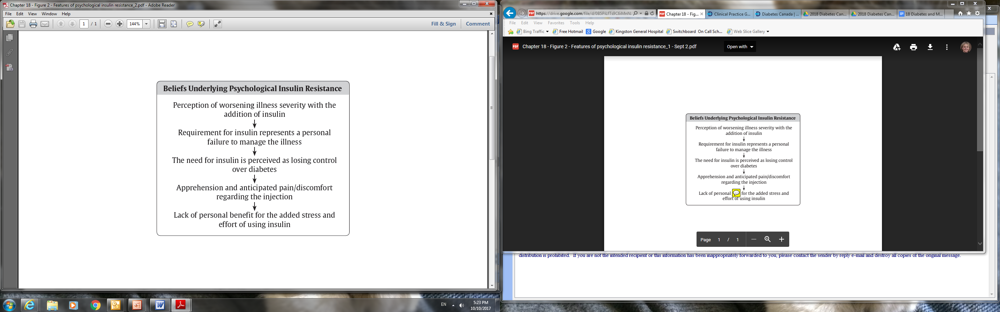 Chapter 18 - Figure 2 - Features of psychological insulin resistance_2.pdf - Adobe Reader
File Edit View Window Help
1 / 1 144% Fill & Sign Comment
Beliefs Underlying Psychological Insulin Resistance
Perception of worsening illness severity with the
addition of insulin
Requirement for insulin represents a personal
failure to manage the illness
The need for insulin is perceived as losing control
over diabetes
Apprehension and anticipated pain/discomfort
regarding the injection
Lack of personal benefit for the added stress and
effort of using insulin
EN
5:23 PM
10/10/2017
https://drive.google.com/file/d/0B5PiLfTs9C6iMnN
Chapter 18 - Fig...
Clinical Practice G...
Diabetes Canada | ...
2018 Diabetes Can...
2018 Diabetes Can...
18 Diabetes and M...
File Edit View Favorites Tools Help
Bing Traffic Free Hotmail Google Kingston General Hospital Switchboard On Call Sch... Web Slice Gallery
PDF Chapter 18 - Figure 2 - Features of psychological insulin resistance_1 - Sept 2.pdf Open with
Beliefs Underlying Psychological Insulin Resistance
Perception of worsening illness severity with the
addition of insulin
Requirement for insulin represents a personal
failure to manage the illness
The need for insulin is perceived as losing control
over diabetes
Apprehension and anticipated pain/discomfort
regarding the injection
Lack of personal for the added stress and
effort of using insulin
Page 1 / 1
distribution is prohibited. If you are not the intended recipient or this information has been inappropriately forwarded to you, please contact the sender by reply e-mail and destroy all copies of the original message.